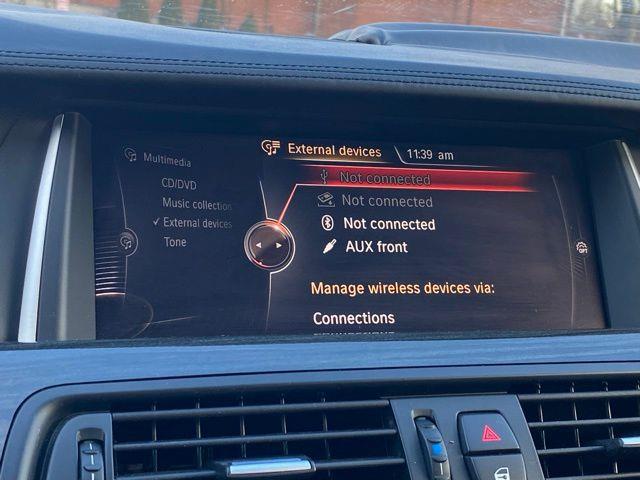 Multimedia
CD/DVD
Music collection
External devices
Tone
External devices
11:39 am
Not connected
Not connected
Not connected
AUX front
Manage wireless devices via:
Connections
OPT